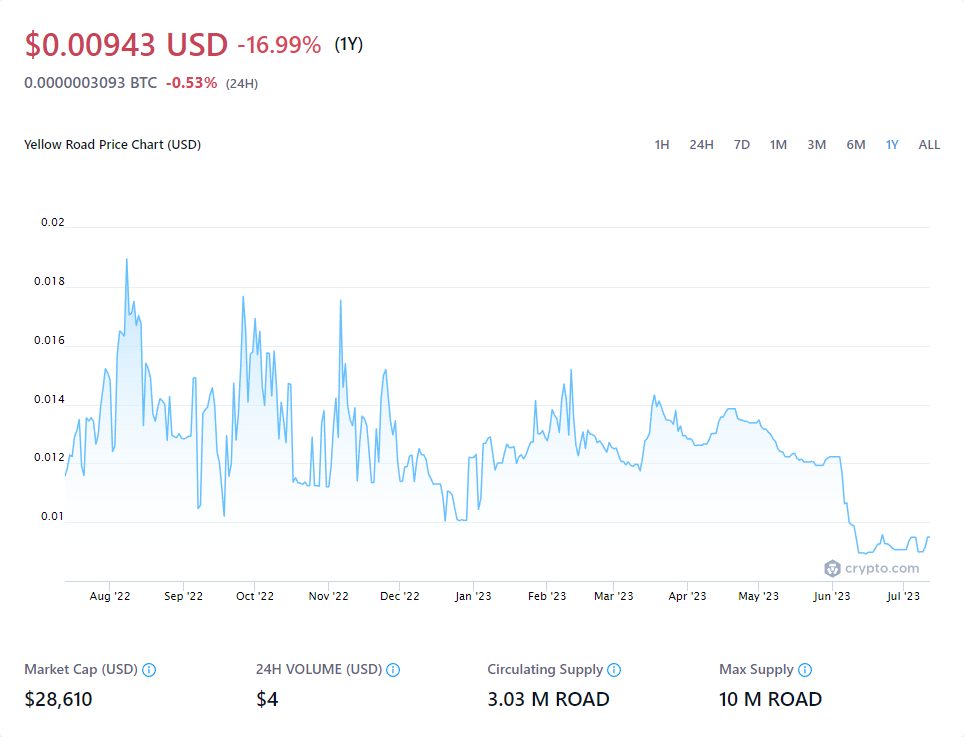 $0.00943 USD -16.99% (1Y)
0.0000003093 BTC -0.53% (24H)
Yellow Road Price Chart (USD) 1H 24H 7D 1M 3M 6M 1Y ALL
0.02
0.018
0.016
0.014
0.012
0.01
crypto.com
Aug '22 Sep '22 Oct '22 Nov '22 Dec '22 Jan '23 Feb '23 Mar '23 Apr '23 May '23 Jun '23 Jul '23
Market Cap (USD) 24H VOLUME (USD) Circulating Supply Max Supply
$28,610 $4 3.03 M ROAD 10 M ROAD